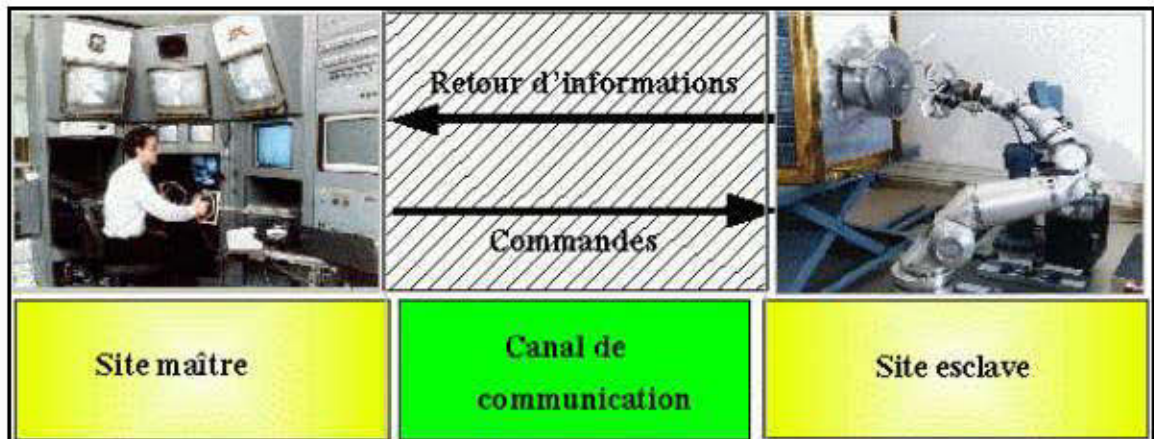 Retour d'informations
Commandes
Site maître
Canal de
communication
Site esclave